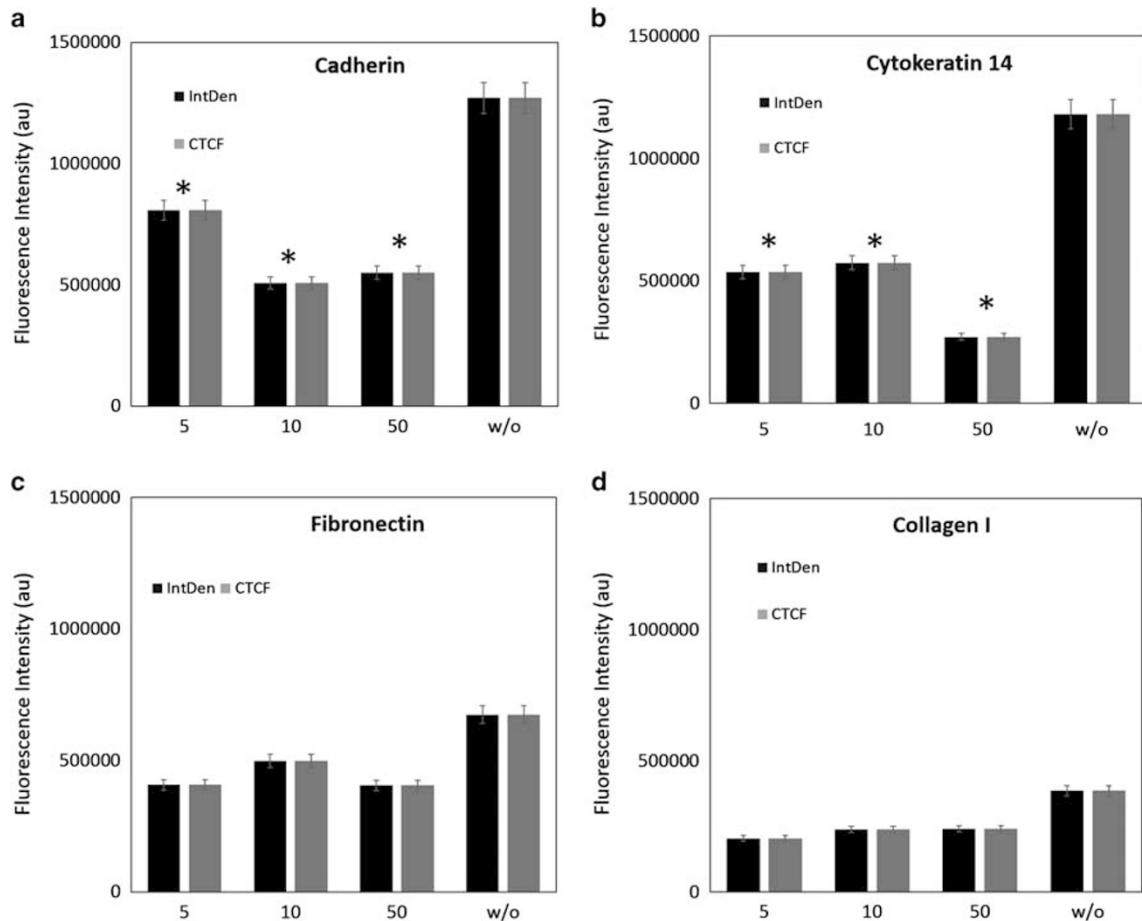 a
1500000
Cadherin
IntDen
CTCF
Fluorescence Intensity (au)
1000000
*
*
*
500000
0
5 10 50 w/o
b
1500000
Cytokeratin 14
IntDen
CTCF
Fluorescence Intensity (au)
1000000
*
*
*
500000
0
5 10 50 w/o
c
1500000
Fibronectin
IntDen CTCF
Fluorescence Intensity (au)
1000000
500000
0
5 10 50 w/o
d
1500000
Collagen I
IntDen
CTCF
Fluorescence Intensity (au)
1000000
500000
0
5 10 50 w/o